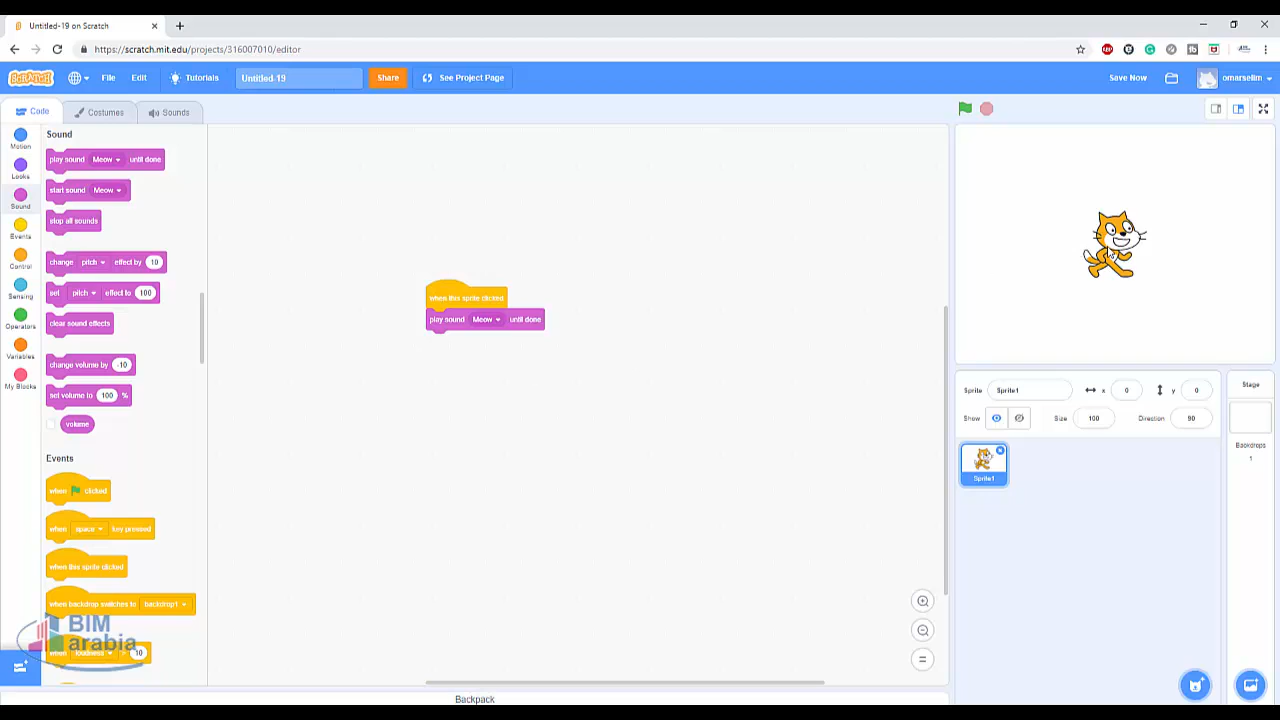 Untitled-19 on Scratch
https://scratch.mit.edu/projects/316007010/editor
SCRATCH
File
Edit
Tutorials
Untitled-19
Share
See Project Page
Save Now
omarselim
Code
Costumes
Sounds
Motion
Looks
Sound
Events
Control
Sensing
Operators
Variables
My Blocks
Sound
play sound Meow until done
start sound Meow
stop all sounds
change pitch effect by 10
set pitch effect to 100
clear sound effects
change volume by -10
set volume to 100 %
volume
Events
when clicked
when space key pressed
when this sprite clicked
when backdrop switches to backdrop1
when loudness 10
BIM
arabia
when this sprite clicked
play sound Meow until done
Sprite Sprite1 x 0 y 0
Show Size 100 Direction 90
Sprite1
Stage
Backdrops
1
Backpack